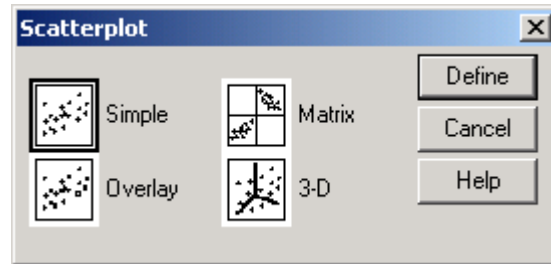 Scatterplot
Simple
Matrix
Overlay
3-D
Define
Cancel
Help